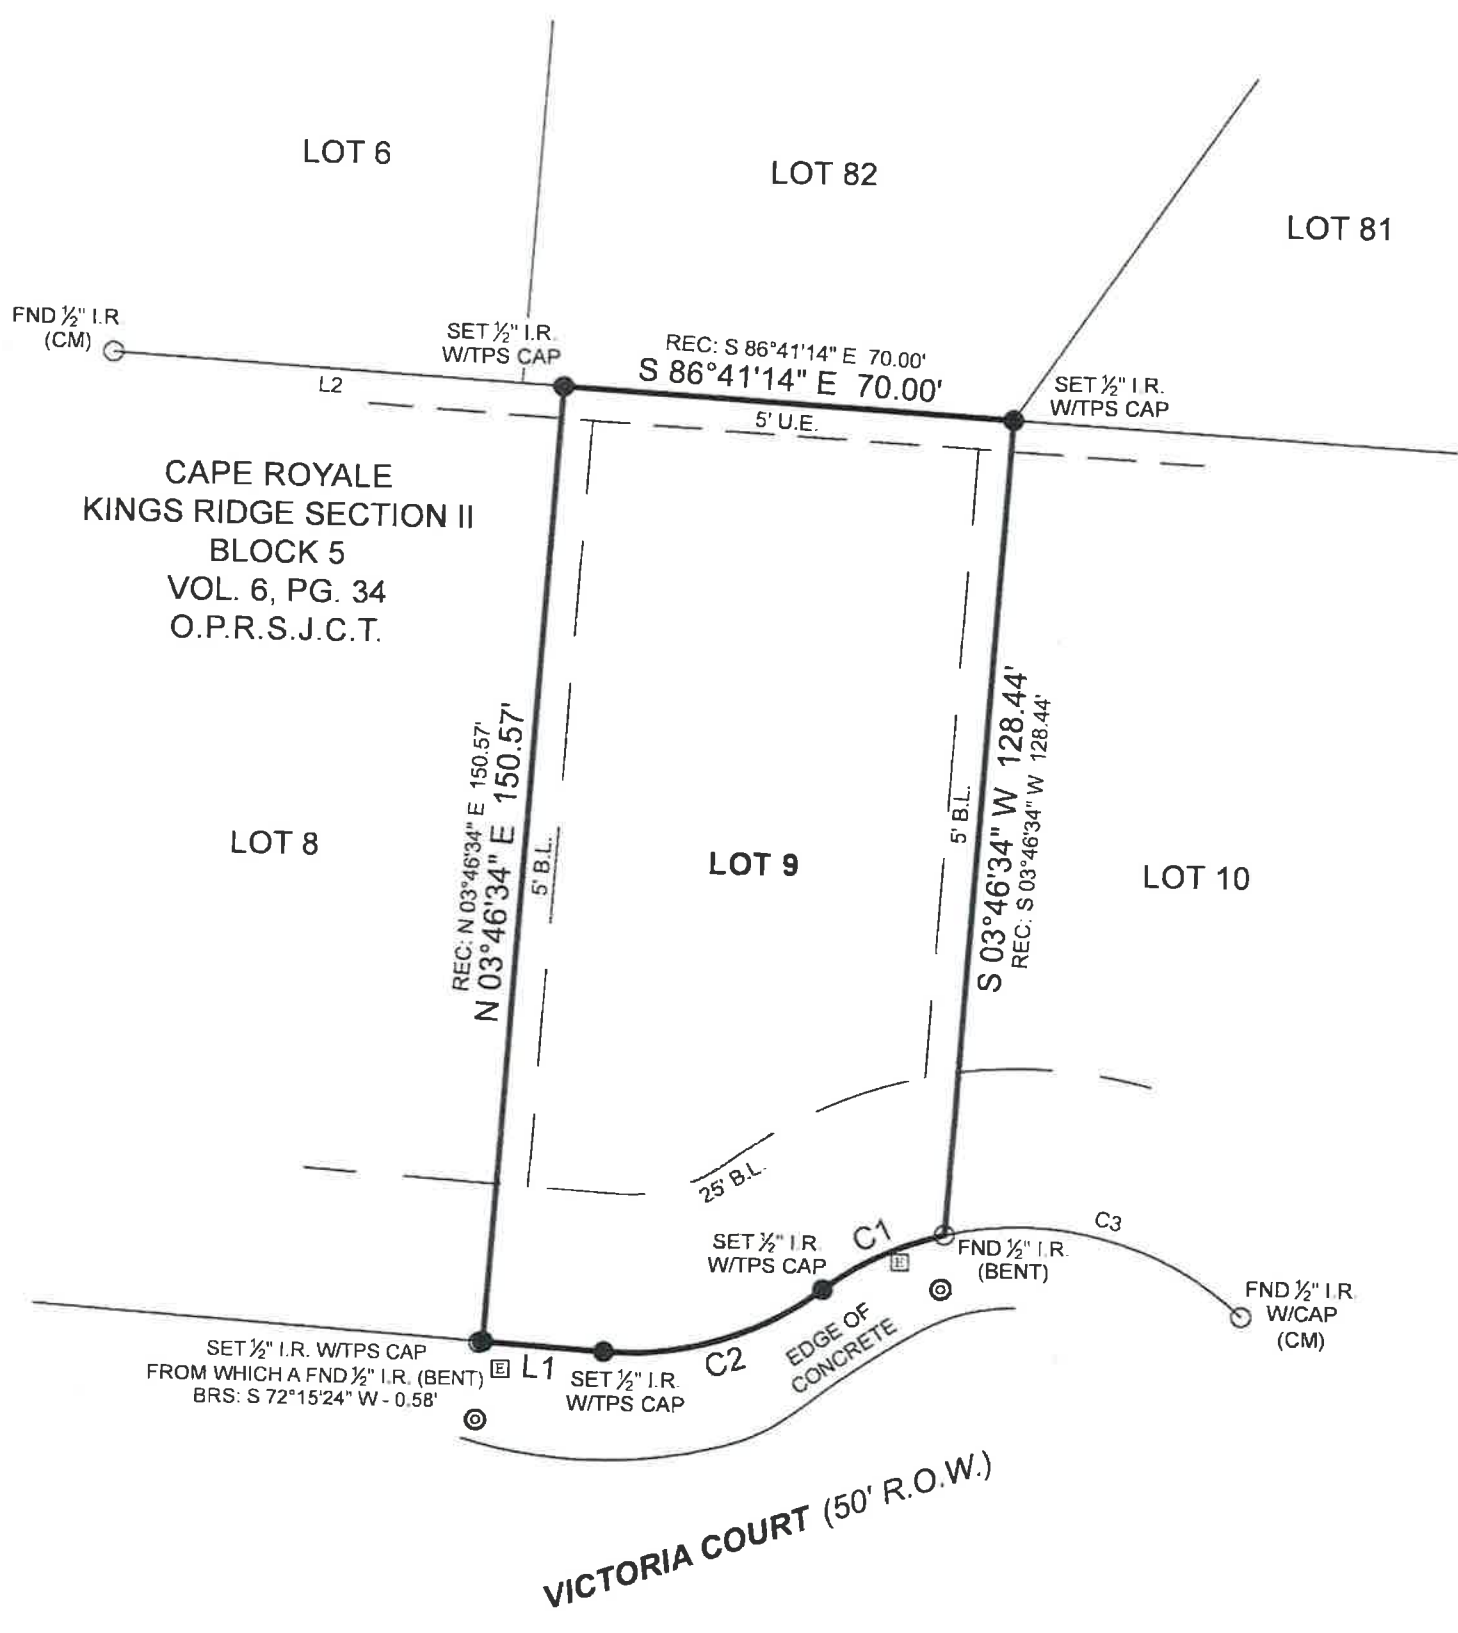 LOT 6
LOT 82
LOT 81
FND ½" I.R.
(CM)
SET ½" I.R.
W/TPS CAP
REC: S 86°41'14" E 70.00'
S 86°41'14" E 70.00'
SET ½" I.R.
W/TPS CAP
L2
5' U.E.
CAPE ROYALE
KINGS RIDGE SECTION II
BLOCK 5
VOL. 6, PG. 34
O.P.R.S.J.C.T.
REC: N 03°46'34" E 150.57'
N 03°46'34" E 150.57'
5' B.L.
5' B.L.
S 03°46'34" W 128.44'
REC: S 03°46'34" W 128.44'
LOT 8
LOT 9
LOT 10
25' B.L.
SET ½" I.R.
W/TPS CAP
C1
E
C3
FND ½" I.R.
(BENT)
FND ½" I.R.
W/CAP
(CM)
SET ½" I.R. W/TPS CAP
FROM WHICH A FND ½" I.R. (BENT)
BRS: S 72°15'24" W - 0.58'
E
L1
SET ½" I.R.
W/TPS CAP
C2
EDGE OF
CONCRETE
VICTORIA COURT (50' R.O.W.)